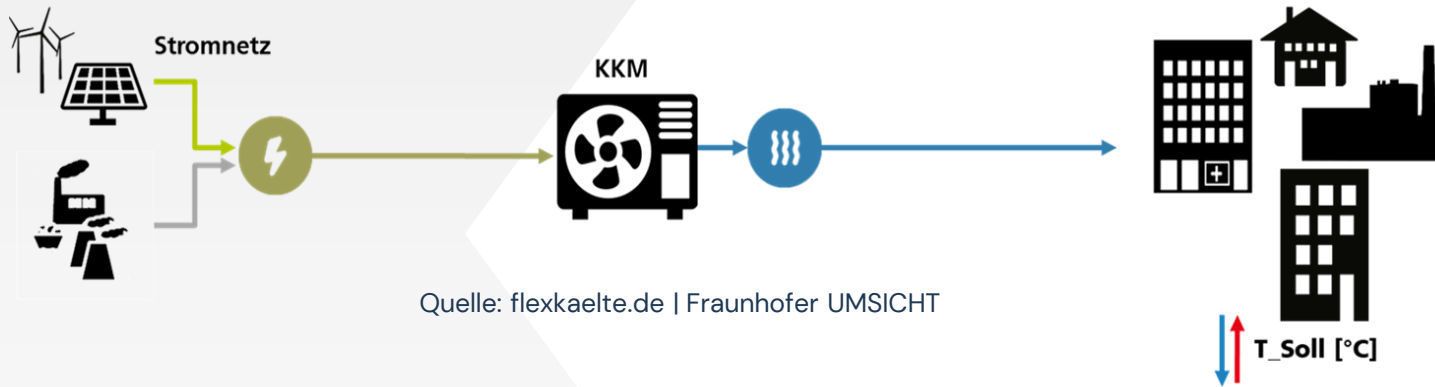 Stromnetz
KKM
Quelle: flexkaelte.de | Fraunhofer UMSICHT
T_Soll [°C]